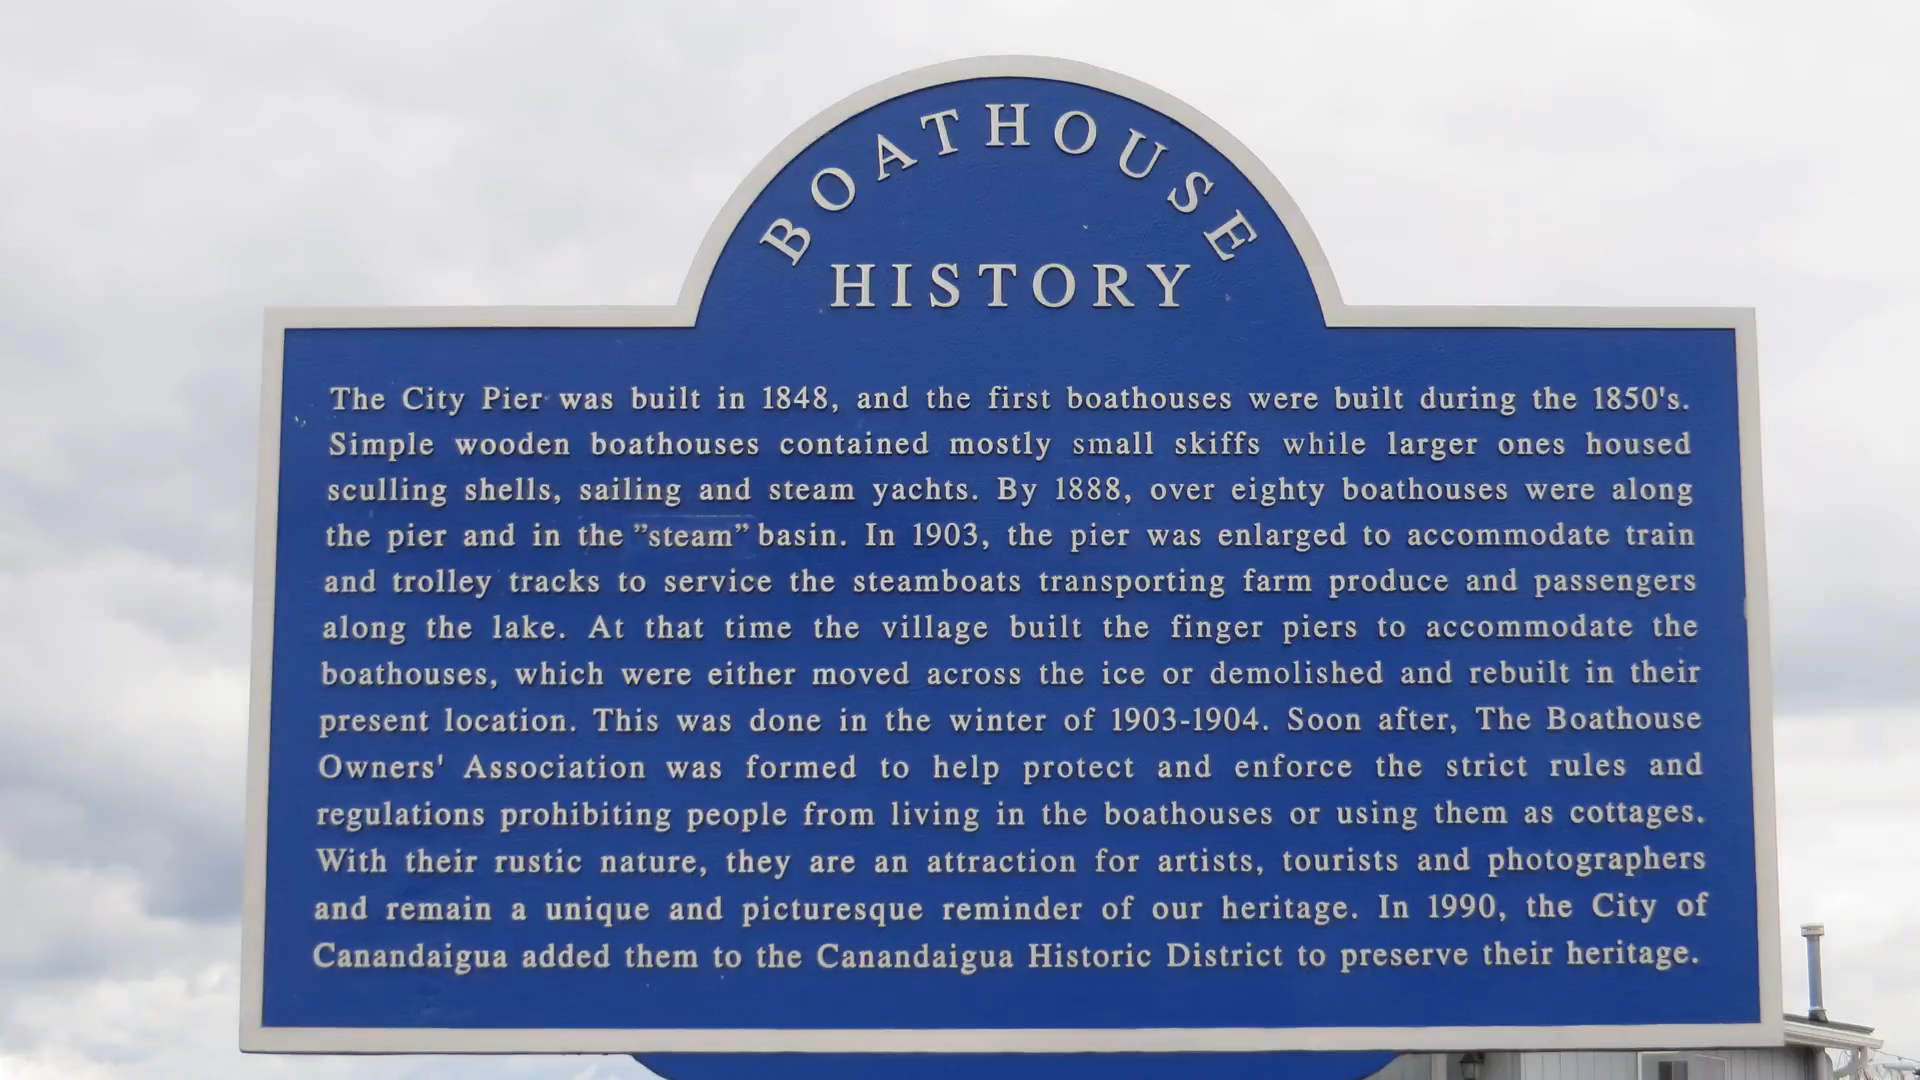 BOATHOUSE
HISTORY
The City Pier was built in 1848, and the first boathouses were built during the 1850's.
Simple wooden boathouses contained mostly small skiffs while larger ones housed
sculling shells, sailing and steam yachts. By 1888, over eighty boathouses were along
the pier and in the ”steam” basin. In 1903, the pier was enlarged to accommodate train
and trolley tracks to service the steamboats transporting farm produce and passengers
along the lake. At that time the village built the finger piers to accommodate the
boathouses, which were either moved across the ice or demolished and rebuilt in their
present location. This was done in the winter of 1903-1904. Soon after, The Boathouse
Owners' Association was formed to help protect and enforce the strict rules and
regulations prohibiting people from living in the boathouses or using them as cottages.
With their rustic nature, they are an attraction for artists, tourists and photographers
and remain a unique and picturesque reminder of our heritage. In 1990, the City of
Canandaigua added them to the Canandaigua Historic District to preserve their heritage.